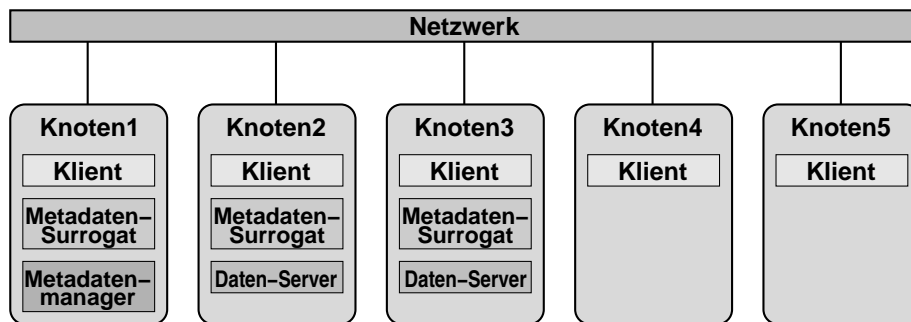 Netzwerk
Knoten1
Klient
Metadaten–
Surrogat
Metadaten–
manager
Knoten2
Klient
Metadaten–
Surrogat
Daten–Server
Knoten3
Klient
Metadaten–
Surrogat
Daten–Server
Knoten4
Klient
Knoten5
Klient